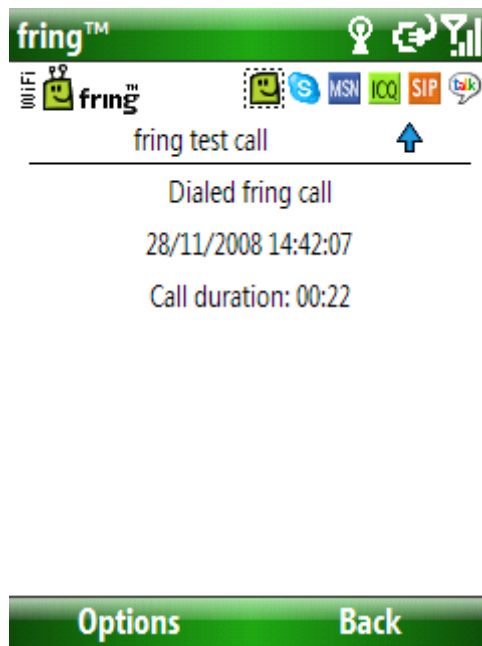 fring™
WiFi fring™ S MSN ICQ SIP talk
fring test call
Dialed fring call
28/11/2008 14:42:07
Call duration: 00:22
Options Back